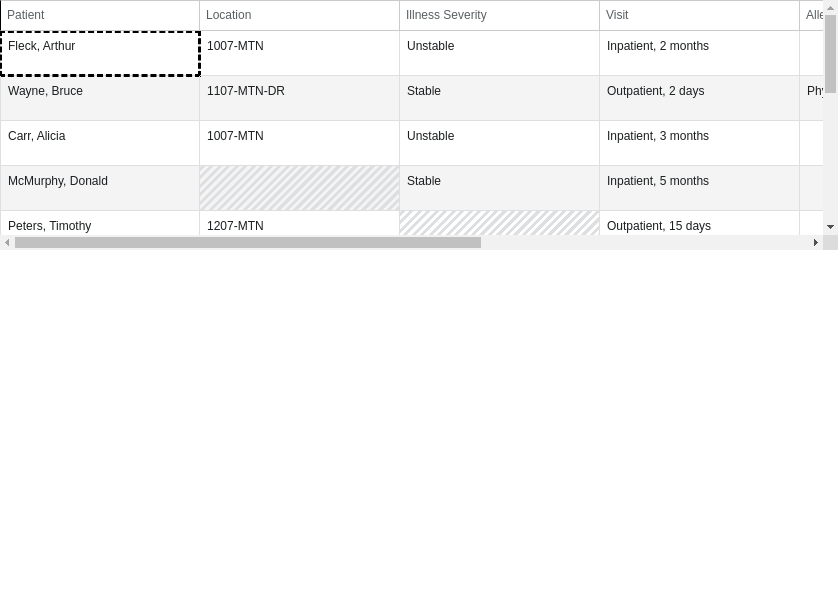 Patient Location Illness Severity Visit Alle
Fleck, Arthur 1007-MTN Unstable Inpatient, 2 months
Wayne, Bruce 1107-MTN-DR Stable Outpatient, 2 days Phy
Carr, Alicia 1007-MTN Unstable Inpatient, 3 months
McMurphy, Donald Stable Inpatient, 5 months
Peters, Timothy 1207-MTN Outpatient, 15 days